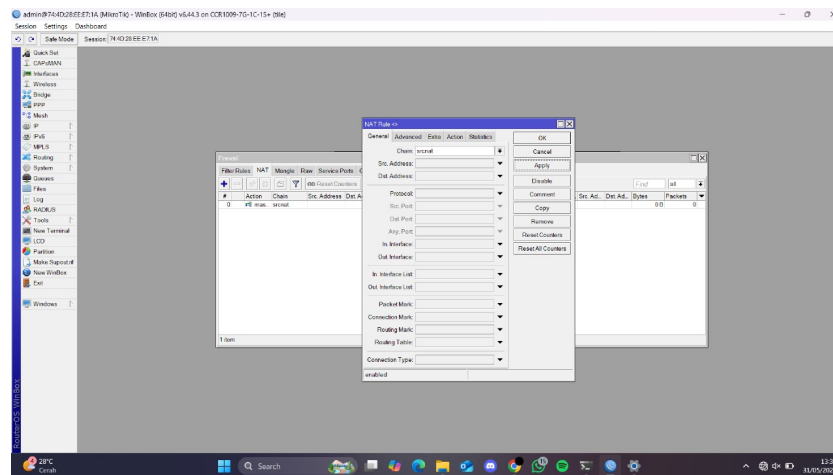 admin@74:4D:28:EE:E7:1A (MikroTik) - WinBox (64bit) v6.44.3 on CCR1009-7G-1C-1S+ (tile)
Session Settings Dashboard
Safe Mode Session: 74:4D:28:EE:E7:1A
Quick Set
CAPsMAN
Interfaces
Wireless
Bridge
PPP
Mesh
IP
IPv6
MPLS
Routing
System
Queues
Files
Log
RADIUS
Tools
New Terminal
LCD
Partition
Make Supout.rif
New WinBox
Exit
Windows
RouterOS WinBox
Firewall
Filter Rules NAT Mangle Raw Service Ports
Reset Counters
Find all
# Action Chain Src. Address Dst. A
Src. Ad... Dst. Ad... Bytes Packets
0 mas.. srcnat
0 B 0
1 item
NAT Rule <>
General Advanced Extra Action Statistics
Chain: srcnat
Src. Address:
Dst. Address:
Protocol:
Src. Port:
Dst. Port:
Any. Port:
In. Interface:
Out. Interface:
In. Interface List:
Out. Interface List:
Packet Mark:
Connection Mark:
Routing Mark:
Routing Table:
Connection Type:
enabled
OK
Cancel
Apply
Disable
Comment
Copy
Remove
Reset Counters
Reset All Counters
28°C
Cerah
Search
13:3
31/05/202